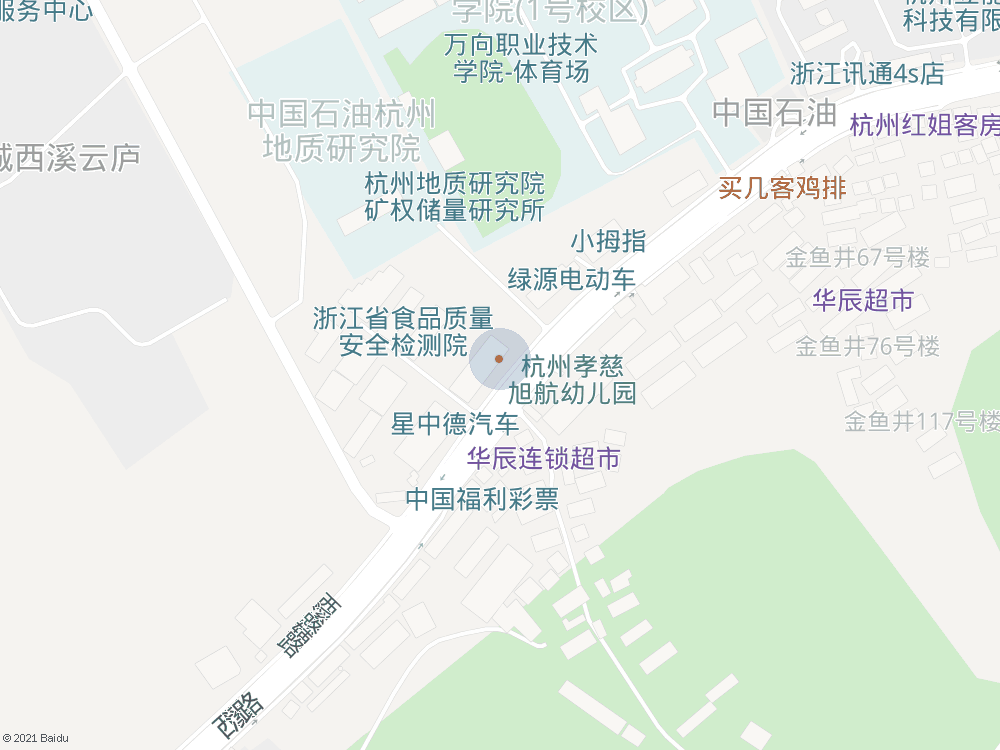 服务中心
学院(1号校区)
万向职业技术
学院-体育场
科技有限
浙江讯通4s店
中国石油
杭州红姐客房
中国石油杭州
地质研究院
城西溪云庐
杭州地质研究院
矿权储量研究所
买几客鸡排
小拇指
绿源电动车
金鱼井67号楼
华辰超市
浙江省食品质量
安全检测院
金鱼井76号楼
杭州孝慈
旭航幼儿园
星中德汽车
金鱼井117号楼
华辰连锁超市
中国福利彩票
西溪路
© 2021 Baidu